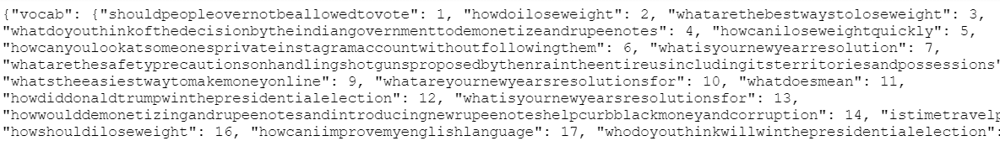 {"vocab": {"shouldpeopleovernotbeallowedtovote": 1, "howdoiloseweight": 2, "whatarethebestwaystoloseweight": 3,
"whatdoyouthinkofthedecisionbytheindiangovernmenttodemonetizeandrupeenotes": 4, "howcaniloseweightquickly": 5,
"howcanyoulookatsomeonesprivateinstagramaccountwithoutfollowingthem": 6, "whatisyournewyearresolution": 7,
"whatarethesafetyprecautionsonhandlingshotgunsproposedbythenraintheentireusincludingitsterritoriesandpossessions"
"whatstheeasiestwaytomakemoneyonline": 9, "whatareyournewyearsresolutionsfor": 10, "whatdoesmean": 11,
"howdiddonaldtrumpwinthepresidentialelection": 12, "whatisyournewyearsresolutionsfor": 13,
"howwoulddemonetizingandrupeenotesandintroducingnewrupeenoteshelpcurbblackmoneyandcorruption": 14, "istimetravelp
"howshouldiloseweight": 16, "howcaniimprovemyenglishlanguage": 17, "whodoyouthinkwillwinthepresidentialelection":